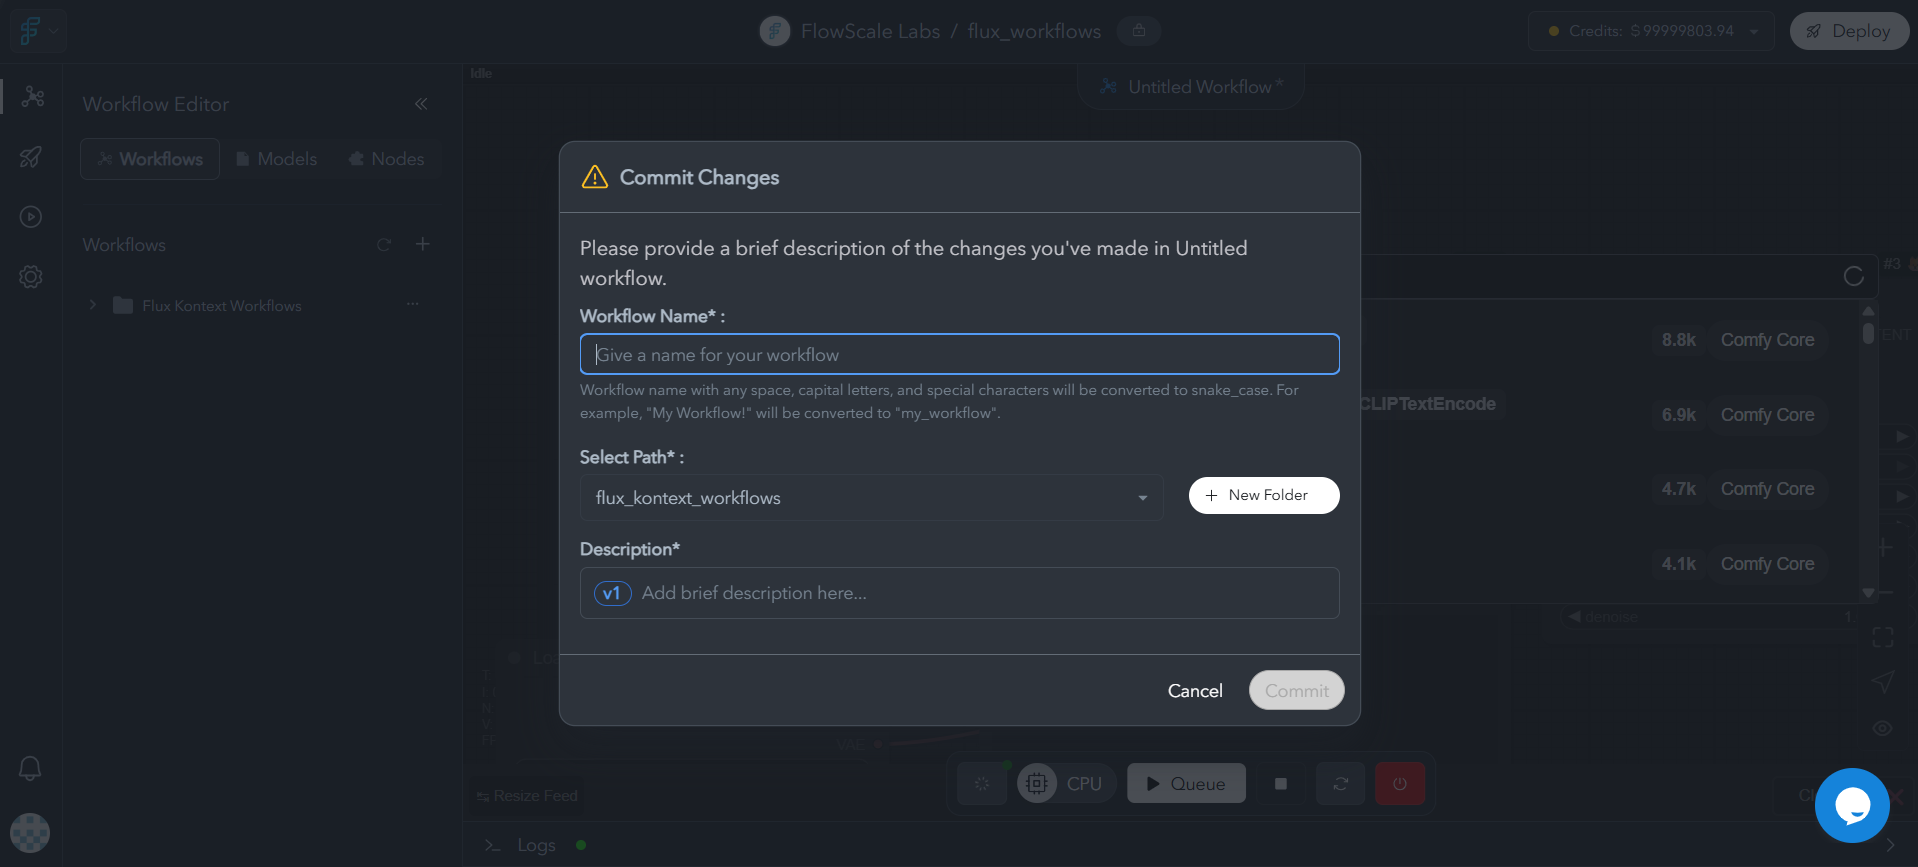 FlowScale Labs / flux_workflows
Credits: $ 99999803.94
Deploy
Workflow Editor
Idle
Untitled Workflow*
Workflows
Models
Nodes
Workflows
Flux Kontext Workflows
Commit Changes
Please provide a brief description of the changes you've made in Untitled
workflow.
Workflow Name* :
Give a name for your workflow
Workflow name with any space, capital letters, and special characters will be converted to snake_case. For
example, "My Workflow!" will be converted to "my_workflow".
Select Path* :
flux_kontext_workflows
+ New Folder
Description*
v1 Add brief description here...
Cancel
Commit
#3
8.8k Comfy Core
ENT
CLIPTextEncode
6.9k Comfy Core
4.7k Comfy Core
4.1k Comfy Core
denoise 1
VAE
CPU
Queue
Resize Feed
Logs